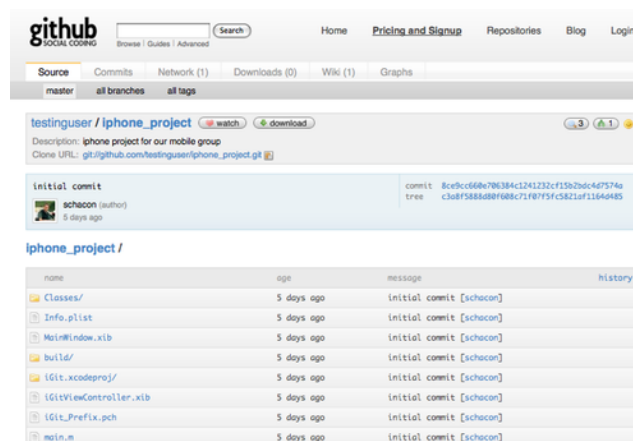 github
SOCIAL CODING
Search
Browse | Guides | Advanced
Home Pricing and Signup Repositories Blog Login
Source Commits Network (1) Downloads (0) Wiki (1) Graphs
master all branches all tags
testinguser / iphone_project watch download 3 1
Description: iphone project for our mobile group
Clone URL: git://github.com/testinguser/iphone_project.git
initial commit
schacon (author)
5 days ago
commit 8ce9cc660e706384c1241232cf15b2bdc4d7574a
tree c3a8f5888d80f608c71f07f5fc5821af1164d485
iphone_project /
name age message history
Classes/ 5 days ago initial commit [schacon]
Info.plist 5 days ago initial commit [schacon]
MainWindow.xib 5 days ago initial commit [schacon]
build/ 5 days ago initial commit [schacon]
iGit.xcodeproj/ 5 days ago initial commit [schacon]
iGitViewController.xib 5 days ago initial commit [schacon]
iGit_Prefix.pch 5 days ago initial commit [schacon]
main.m 5 days ago initial commit [schacon]